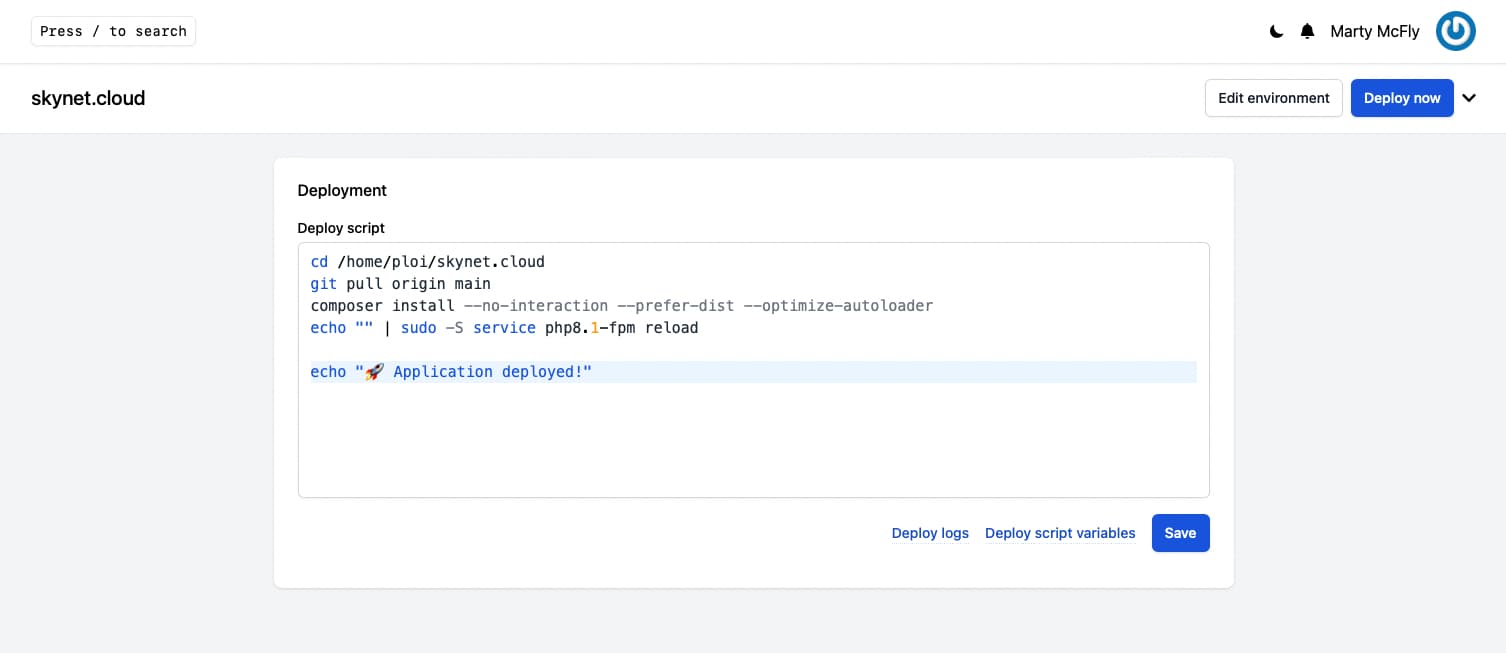 Press / to search
Marty McFly
skynet.cloud
Edit environment
Deploy now
Deployment
Deploy script
cd /home/ploi/skynet.cloud
git pull origin main
composer install --no-interaction --prefer-dist --optimize-autoloader
echo "" | sudo -S service php8.1-fpm reload
echo "🚀 Application deployed!"
Deploy logs
Deploy script variables
Save